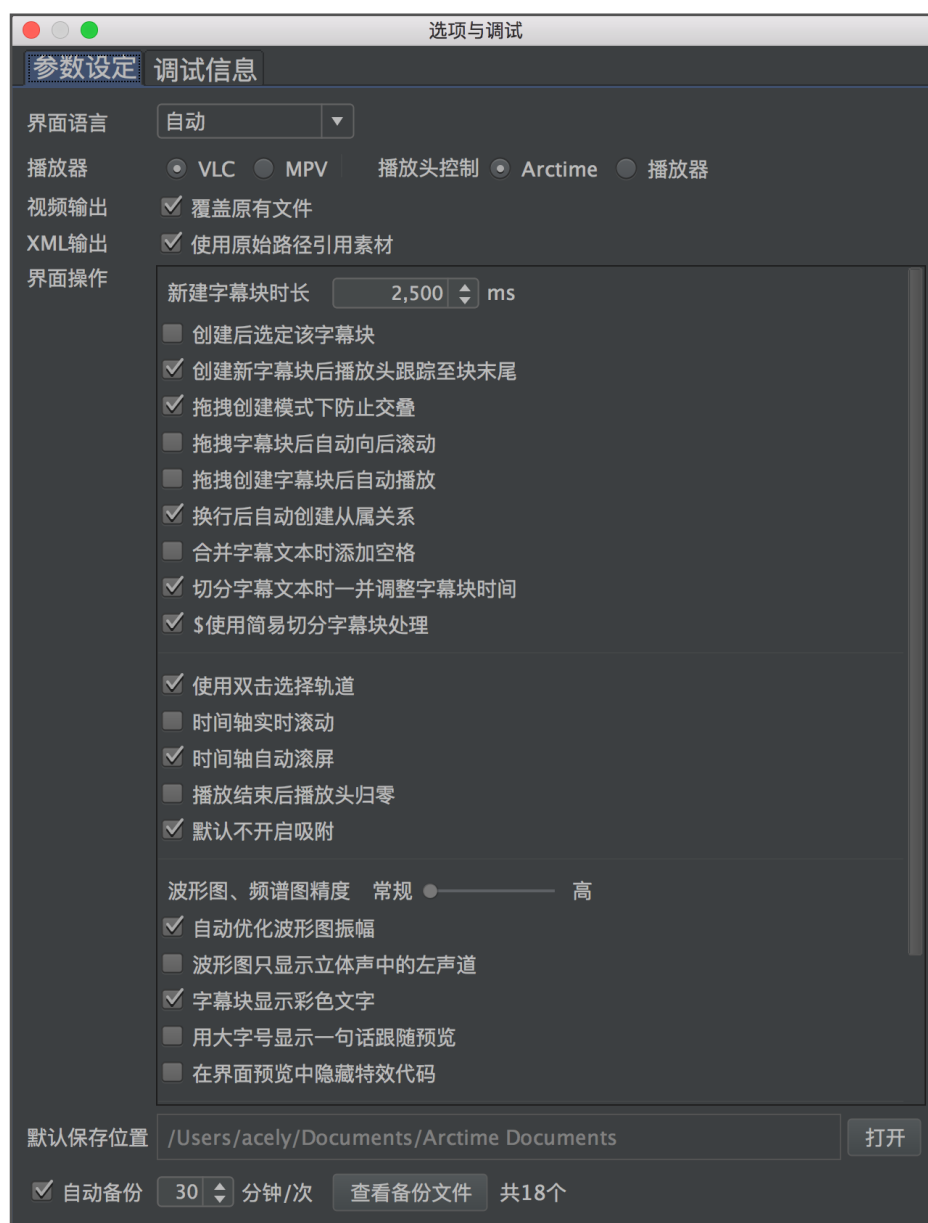 选项与调试
参数设定 调试信息
界面语言 自动
播放器 VLC MPV 播放头控制 Arctime 播放器
视频输出 覆盖原有文件
XML输出 使用原始路径引用素材
界面操作
新建字幕块时长 2,500 ms
创建后选定该字幕块
创建新字幕块后播放头跟踪至块末尾
拖拽创建模式下防止交叠
拖拽字幕块后自动向后滚动
拖拽创建字幕块后自动播放
换行后自动创建从属关系
合并字幕文本时添加空格
切分字幕文本时一并调整字幕块时间
$使用简易切分字幕块处理
使用双击选择轨道
时间轴实时滚动
时间轴自动滚屏
播放结束后播放头归零
默认不开启吸附
波形图、频谱图精度 常规 高
自动优化波形图振幅
波形图只显示立体声中的左声道
字幕块显示彩色文字
用大字号显示一句话跟随预览
在界面预览中隐藏特效代码
默认保存位置 /Users/acely/Documents/Arctime Documents 打开
自动备份 30 分钟/次 查看备份文件 共18个